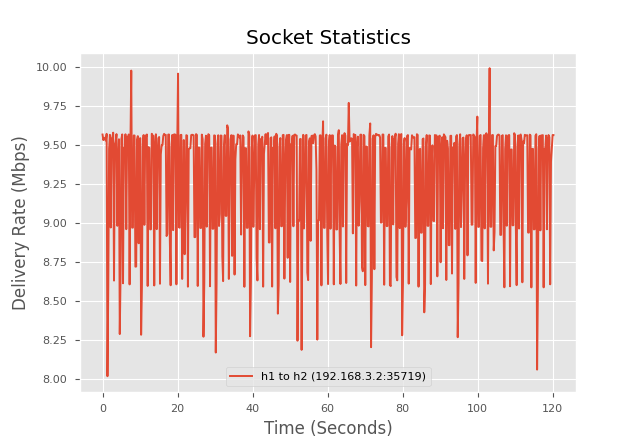 Socket Statistics
Delivery Rate (Mbps)
10.00
9.75
9.50
9.25
9.00
8.75
8.50
8.25
8.00
h1 to h2 (192.168.3.2:35719)
0 20 40 60 80 100 120
Time (Seconds)